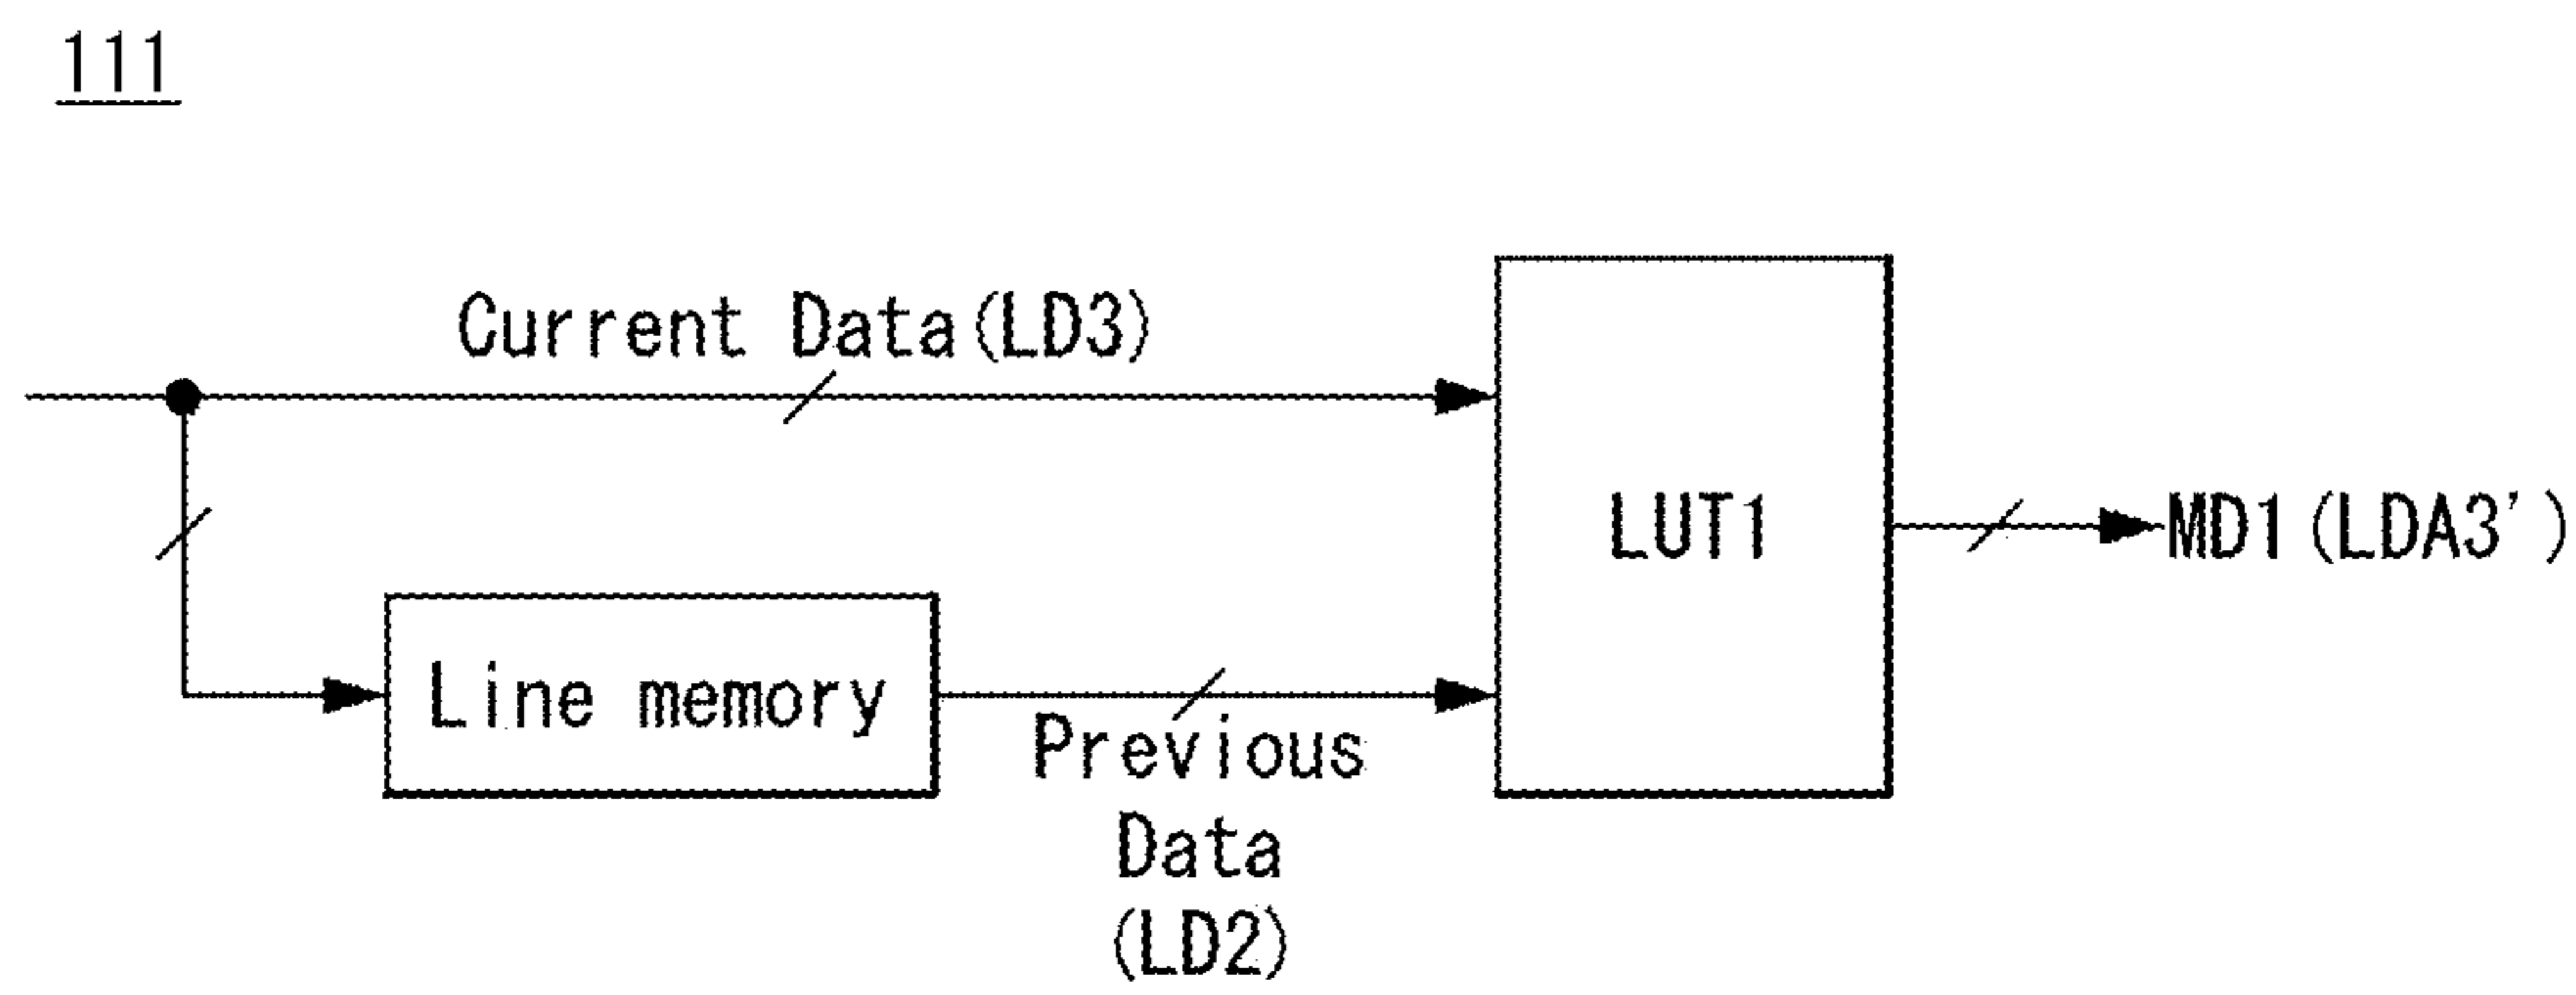 111
Current Data(LD3)
LUT1
MD1(LDA3')
Line memory
Previous
Data
(LD2)